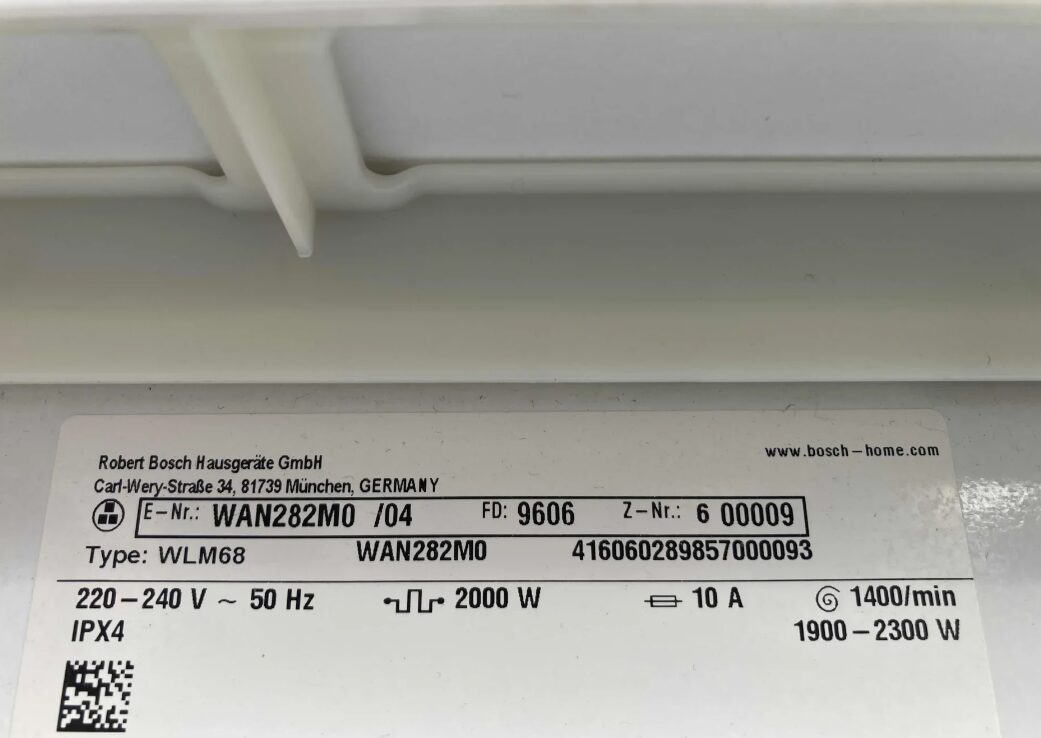 Robert Bosch Hausgeräte GmbH
www.bosch-home.com
Carl-Wery-Straße 34, 81739 München, GERMANY
E-Nr.: WAN282M0 /04 FD: 9606 Z-Nr.: 6 00009
Type: WLM68 WAN282M0 416060289857000093
220-240 V ~ 50 Hz 2000 W 10 A 1400/min
IPX4 1900-2300 W